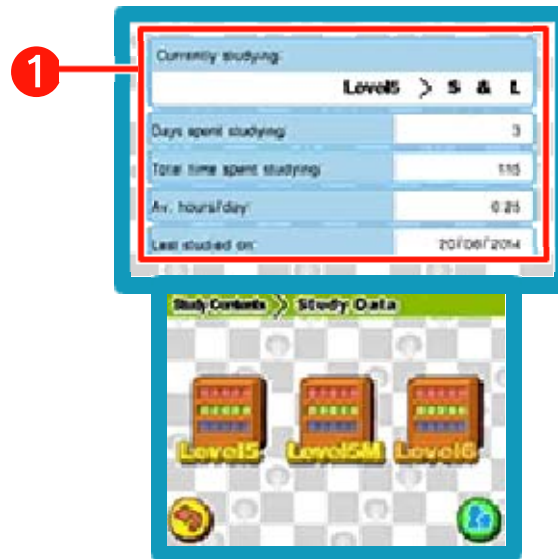 1
Currently studying:
Level5 > S & L
Days spent studying: 3
Total time spent studying:
Av. hours/day: 0:25
Last studied on: 20/06/2014
Study Contents > Study Data
Level5 Level5M Level6